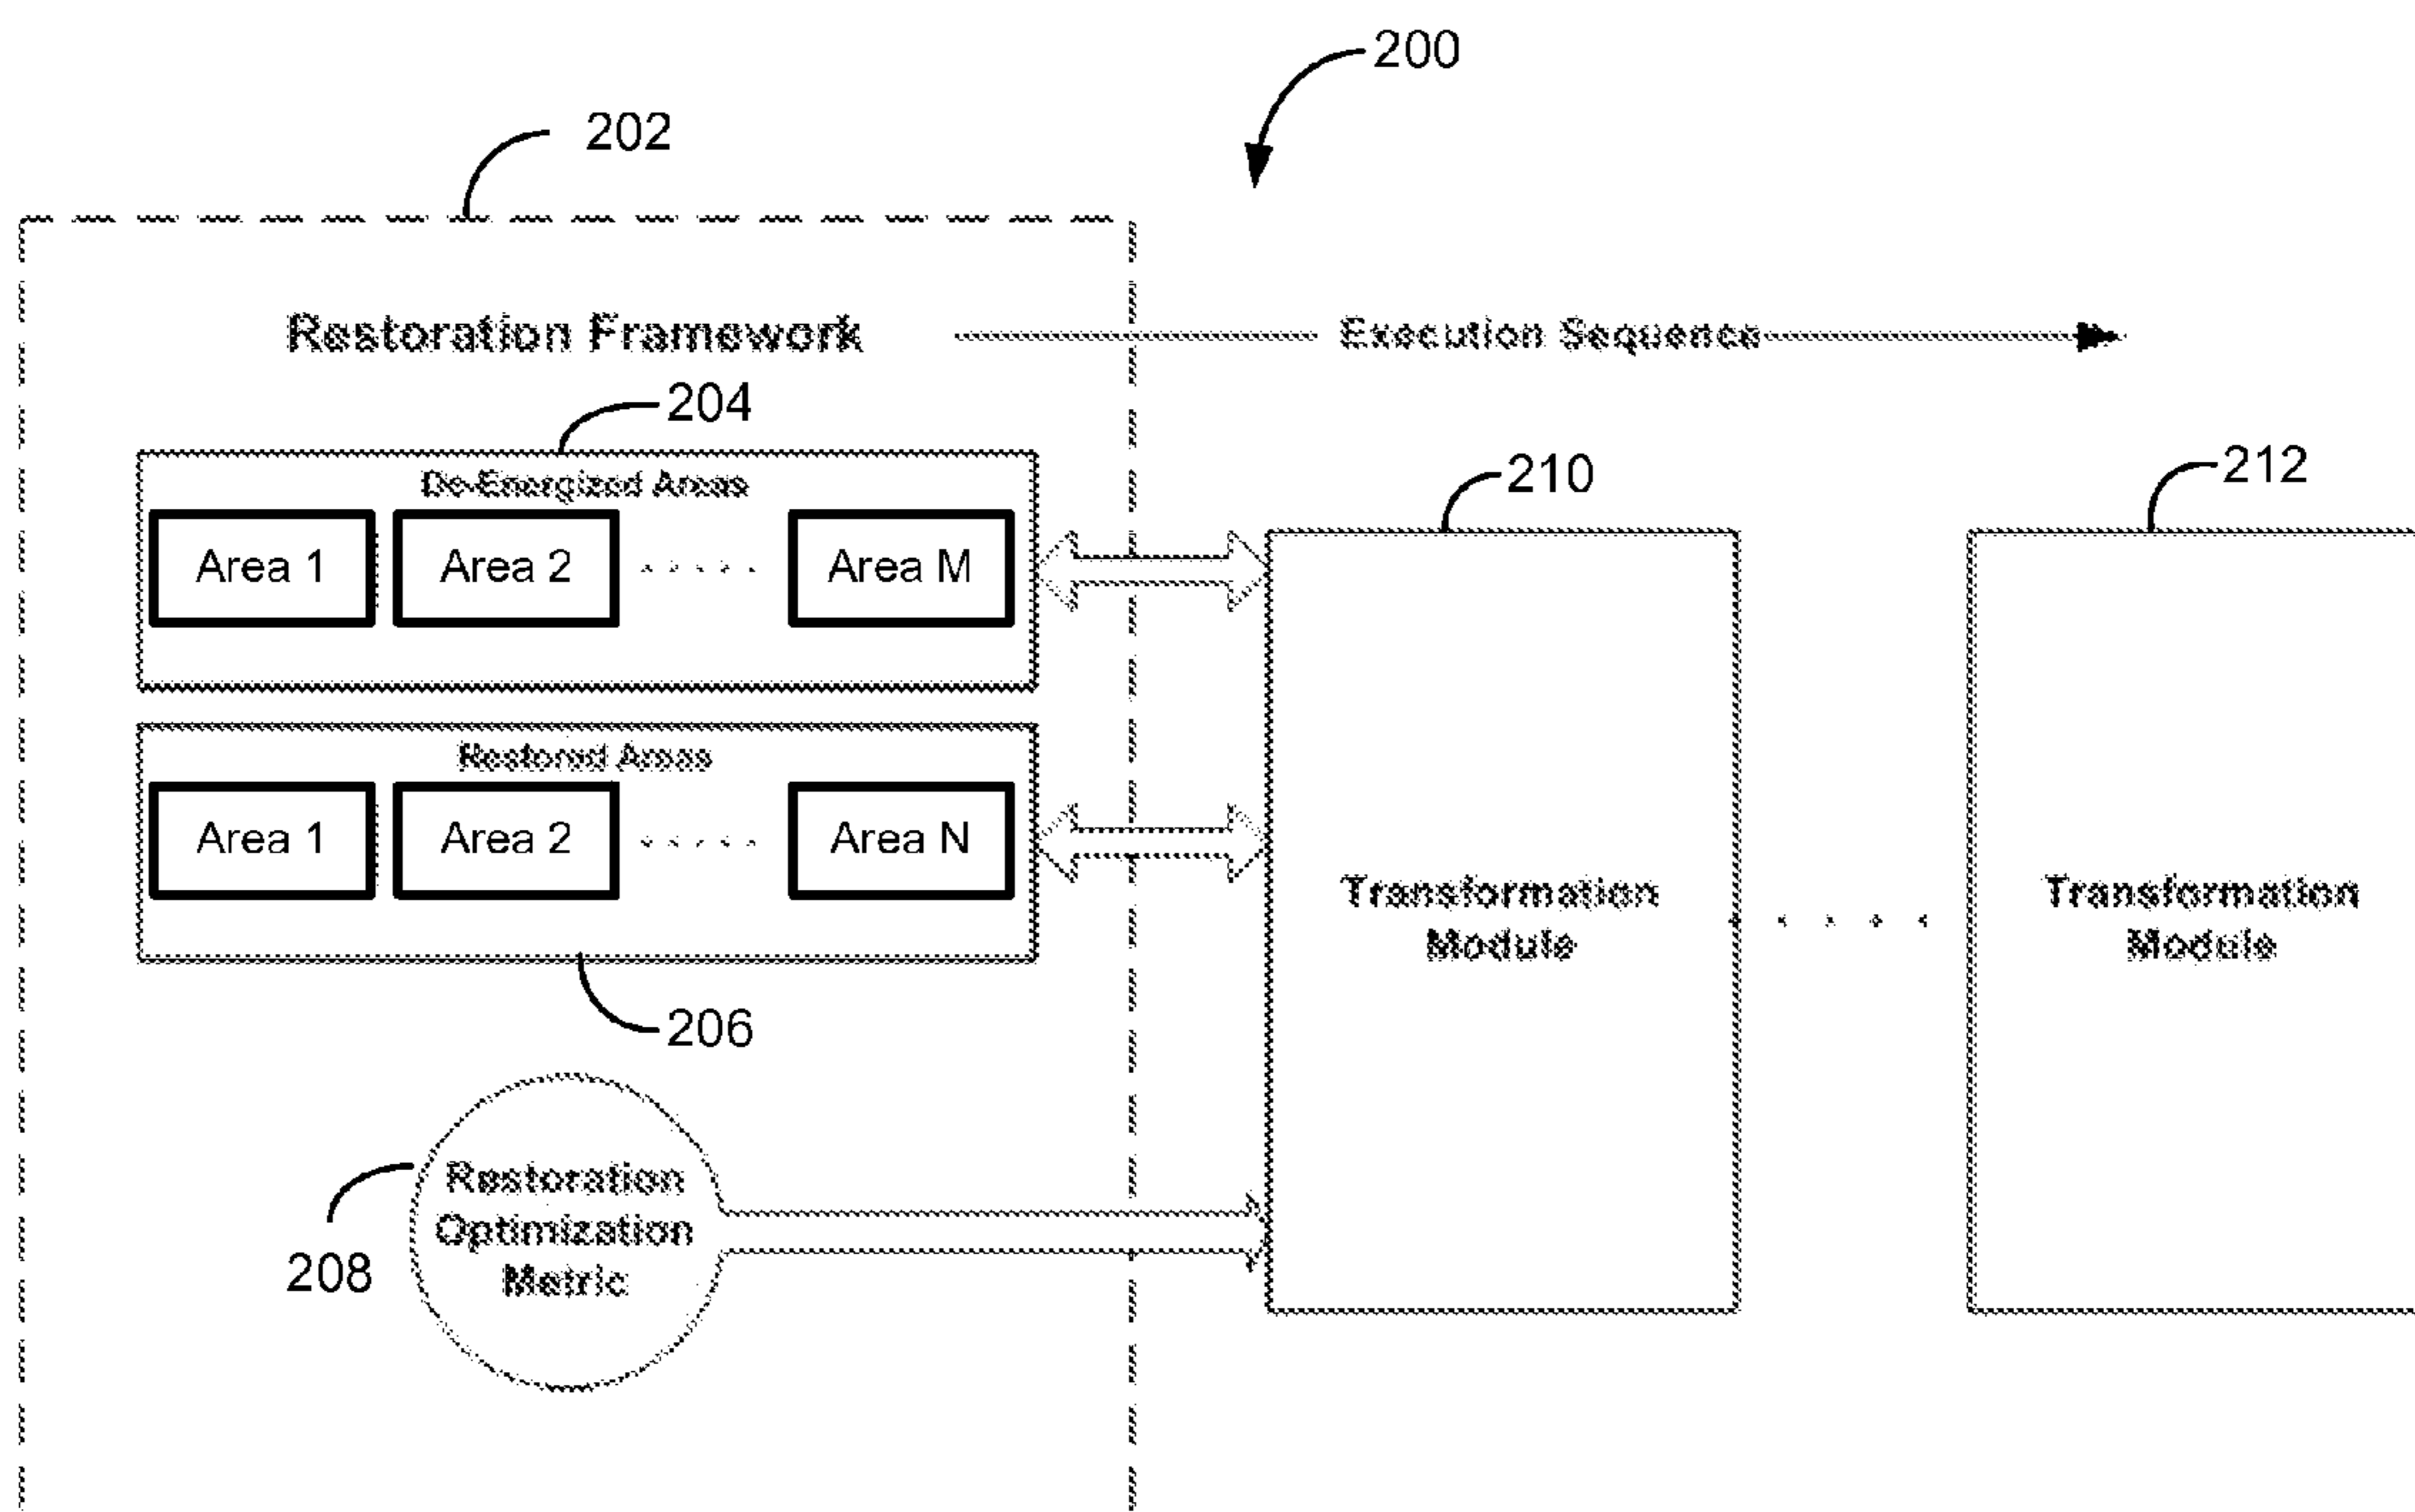 200
202
Restoration Framework
Execution Sequence
204
De-Energized Areas
210
212
Area 1
Area 2
Area M
Restored Areas
Area 1
Area 2
Area N
Transformation
Module
Transformation
Module
206
Restoration
Optimization
Metric
208